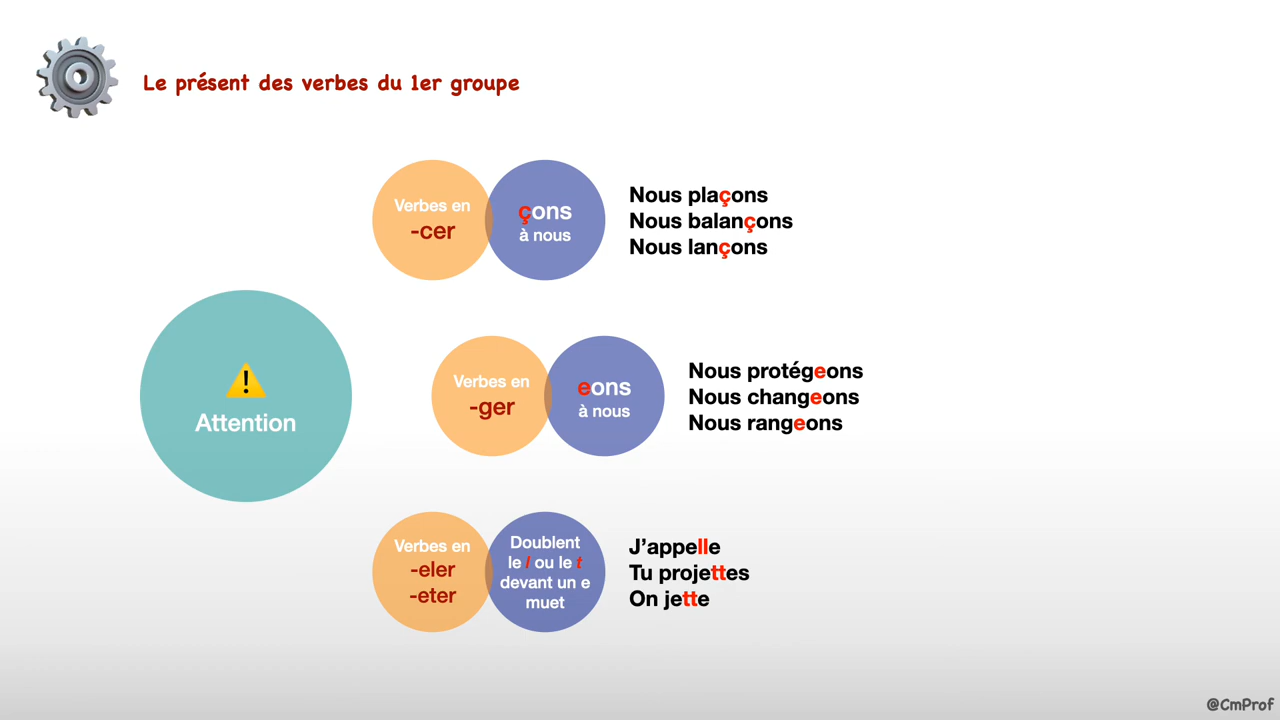 Le présent des verbes du 1er groupe
Verbes en
-cer
çons
à nous
Nous plaçons
Nous balançons
Nous lançons
Attention
Verbes en
-ger
eons
à nous
Nous protégeons
Nous changeons
Nous rangeons
Verbes en
-eler
-eter
Doublent
le l ou le t
devant un e
muet
J’appelle
Tu projettes
On jette
@CmProf